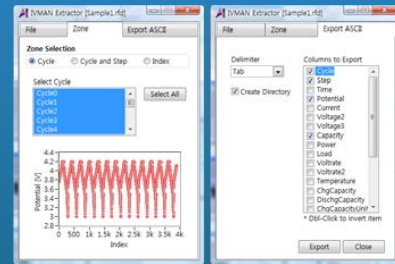 IVMAN Extractor [Sample1.rfd]
File Zone Export ASCII
Zone Selection
Cycle Cycle and Step Index
Select Cycle
Cycle0
Cycle1
Cycle2
Cycle3
Cycle4
Select All
4.4
4.2
4
3.8
3.6
3.4
3.2
3
2.8
Potential [V]
0 500 1k 1.5k 2k 2.5k 3k 3.5k 4k
Index
IVMAN Extractor [Sample1.rfd]
File Zone Export ASCII
Delimiter
Tab
Create Directory
Columns to Export
Cycle
Step
Time
Potential
Current
Voltage2
Voltage3
Capacity
Power
Load
Voltrate
Voltrate2
Temperature
ChgCapacity
DischgCapacity
ChgCapacityUnit
* Dbl-Click to invert item
Export Close